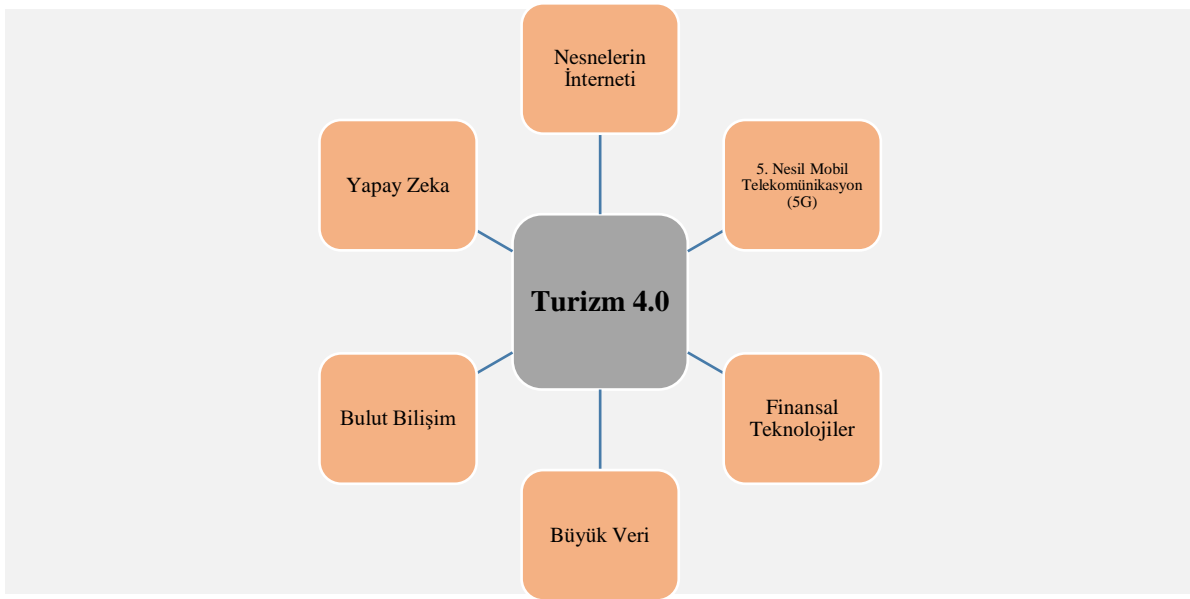 Nesnelerin
İnterneti
Yapay Zeka
5. Nesil Mobil
Telekomünikasyon
(5G)
Turizm 4.0
Bulut Bilişim
Finansal
Teknolojiler
Büyük Veri